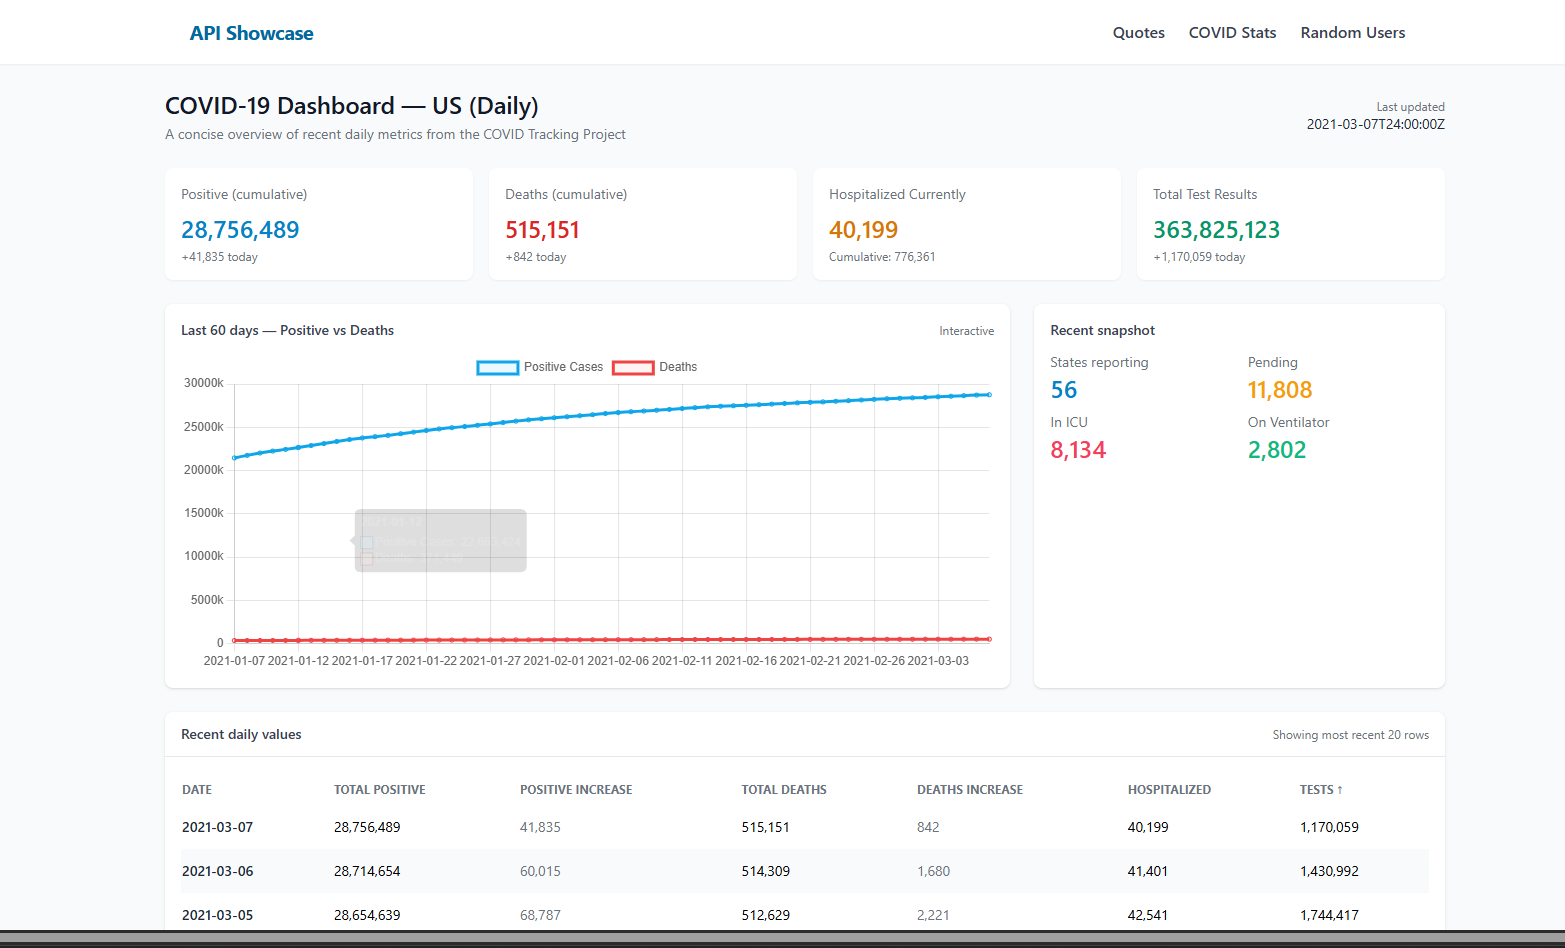 API Showcase
Quotes COVID Stats Random Users
COVID-19 Dashboard — US (Daily)
A concise overview of recent daily metrics from the COVID Tracking Project
Last updated
2021-03-07T24:00:00Z
Positive (cumulative)
28,756,489
+41,835 today
Deaths (cumulative)
515,151
+842 today
Hospitalized Currently
40,199
Cumulative: 776,361
Total Test Results
363,825,123
+1,170,059 today
Last 60 days — Positive vs Deaths
Interactive
Positive Cases Deaths
30000k
25000k
20000k
15000k
10000k
5000k
0
2021-01-07 2021-01-12 2021-01-17 2021-01-22 2021-01-27 2021-02-01 2021-02-06 2021-02-11 2021-02-16 2021-02-21 2021-02-26 2021-03-03
Recent snapshot
States reporting Pending
56 11,808
In ICU On Ventilator
8,134 2,802
Recent daily values
Showing most recent 20 rows
DATE TOTAL POSITIVE POSITIVE INCREASE TOTAL DEATHS DEATHS INCREASE HOSPITALIZED TESTS ↑
2021-03-07 28,756,489 41,835 515,151 842 40,199 1,170,059
2021-03-06 28,714,654 60,015 514,309 1,680 41,401 1,430,992
2021-03-05 28,654,639 68,787 512,629 2,221 42,541 1,744,417